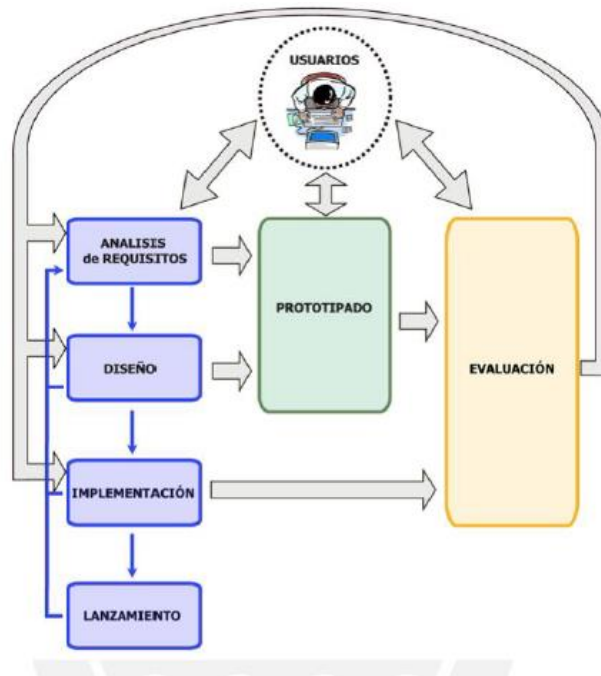 USUARIOS
ANALISIS
de REQUISITOS
PROTOTIPADO
DISEÑO
EVALUACIÓN
IMPLEMENTACIÓN
LANZAMIENTO